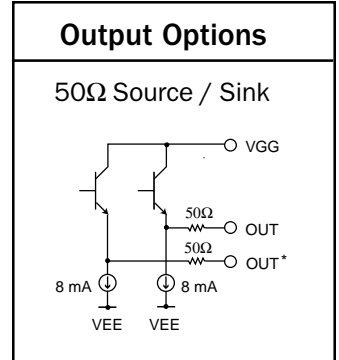 Output Options
50Ω Source / Sink
VGG
50Ω
OUT
50Ω
OUT*
8 mA
8 mA
VEE
VEE